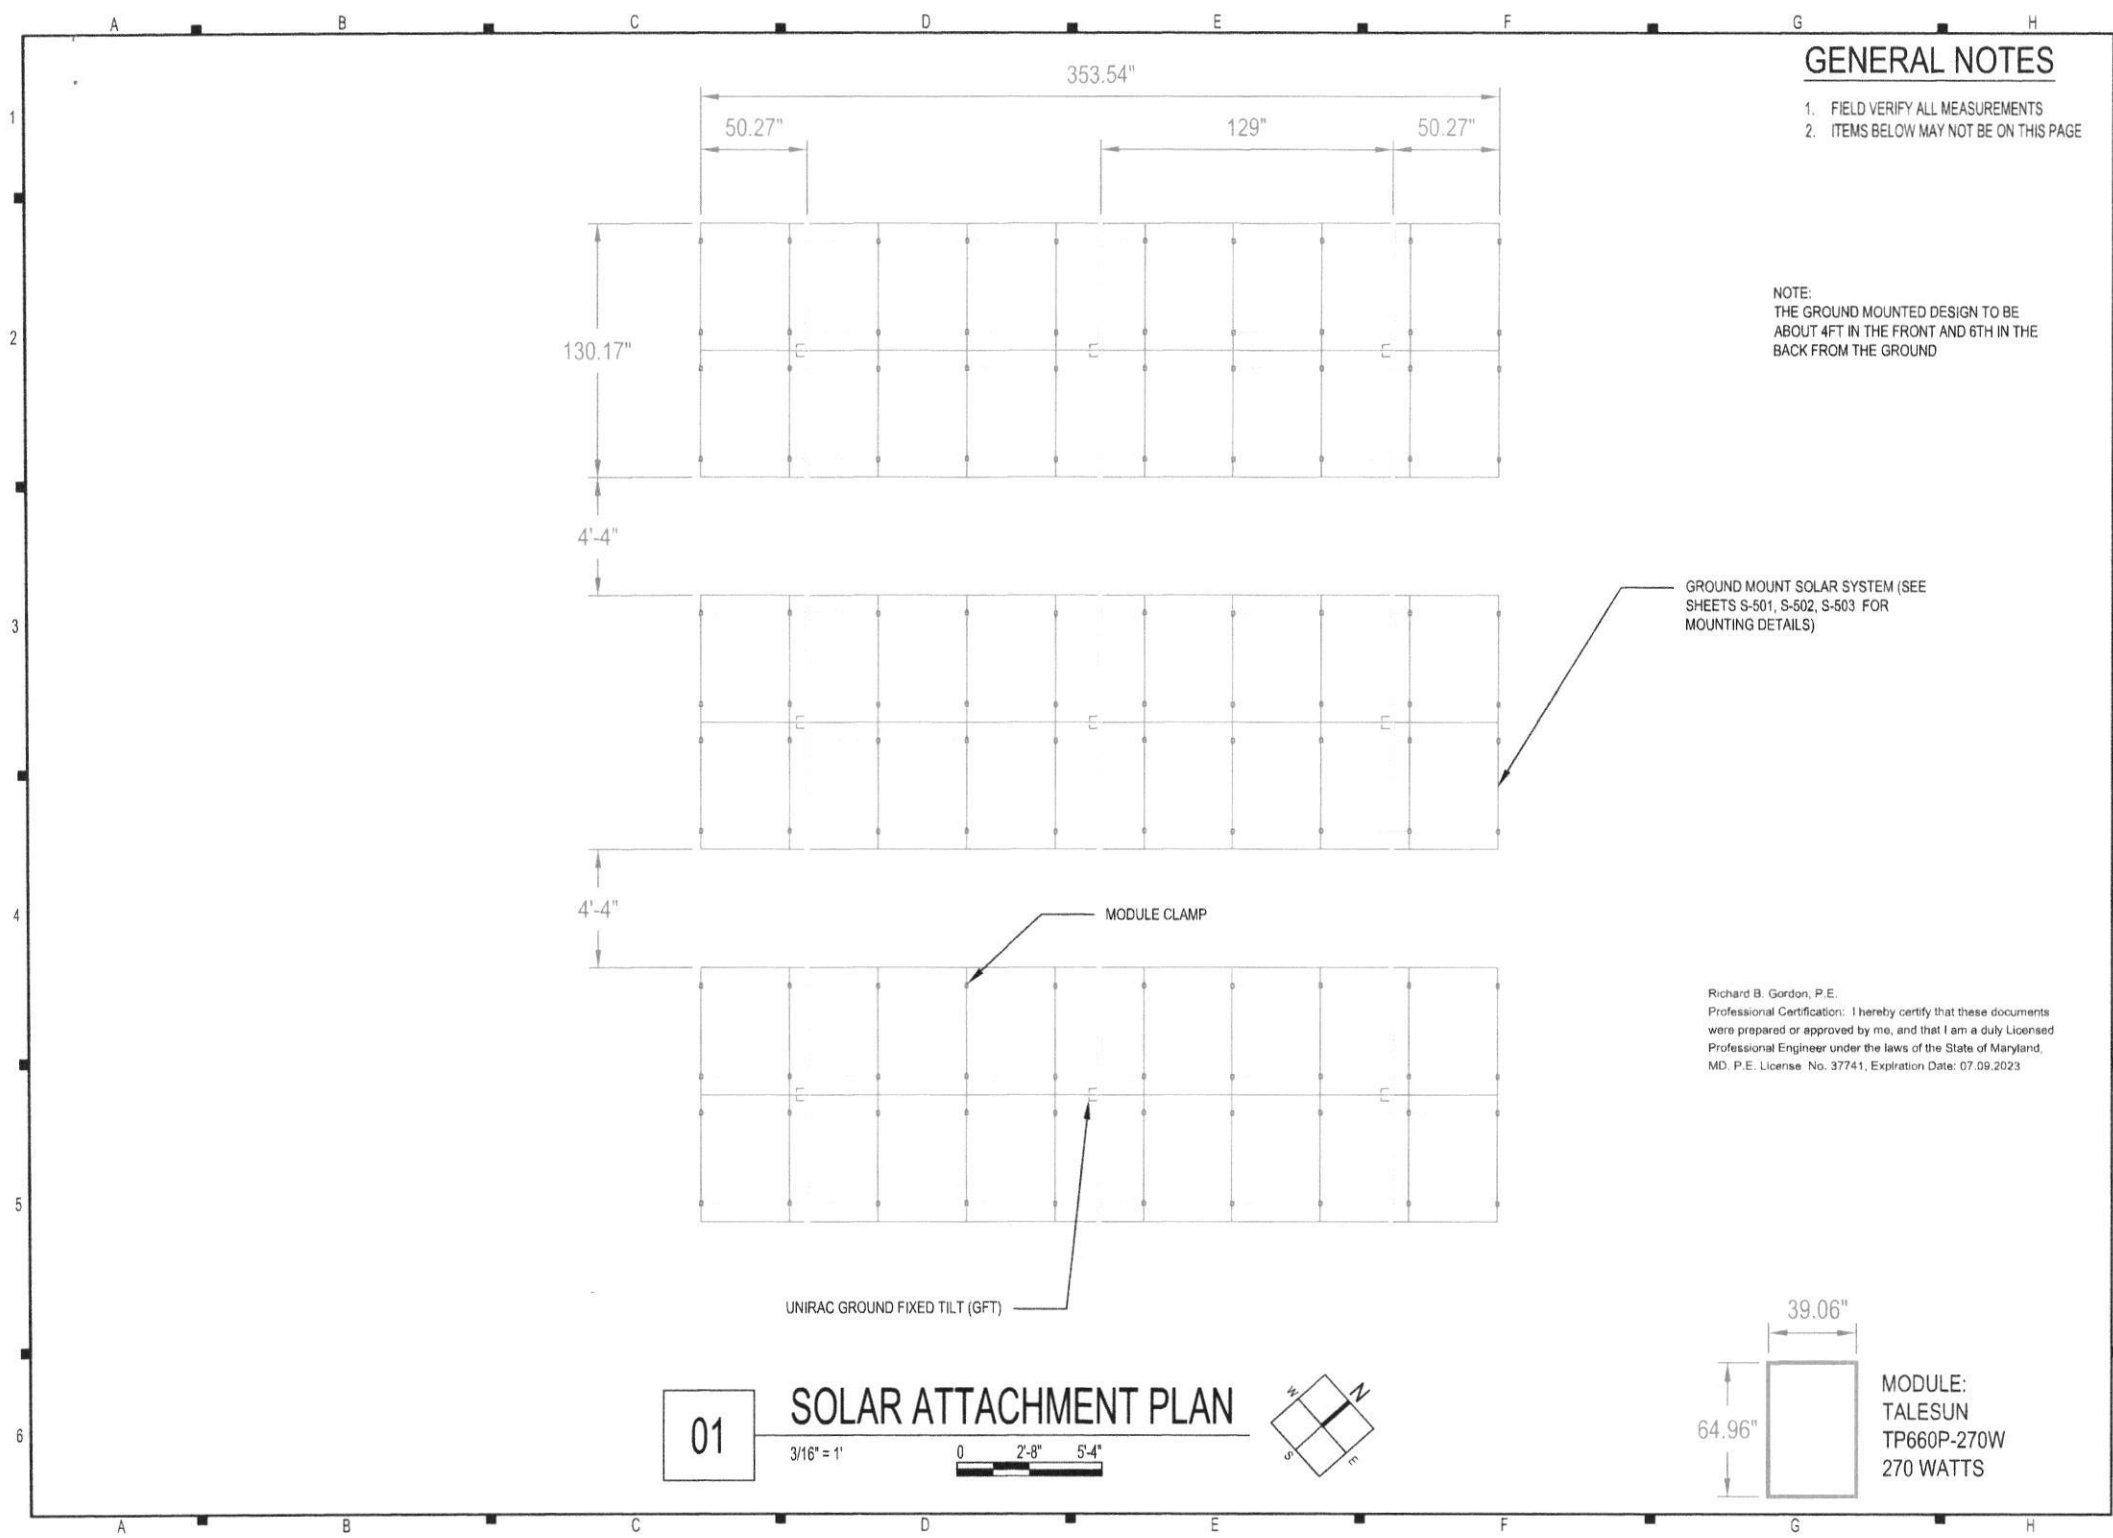 A B C D E F G H
GENERAL NOTES
1. FIELD VERIFY ALL MEASUREMENTS
2. ITEMS BELOW MAY NOT BE ON THIS PAGE
353.54"
50.27" 129" 50.27"
1
NOTE:
THE GROUND MOUNTED DESIGN TO BE
ABOUT 4FT IN THE FRONT AND 6TH IN THE
BACK FROM THE GROUND
2
130.17"
4'-4"
GROUND MOUNT SOLAR SYSTEM (SEE
SHEETS S-501, S-502, S-503 FOR
MOUNTING DETAILS)
3
4'-4"
4
MODULE CLAMP
Richard B. Gordon, P.E.
Professional Certification: I hereby certify that these documents
were prepared or approved by me, and that I am a duly Licensed
Professional Engineer under the laws of the State of Maryland,
MD. P.E. License No. 37741, Expiration Date: 07.09.2023
5
UNIRAC GROUND FIXED TILT (GFT)
01
SOLAR ATTACHMENT PLAN
3/16" = 1'
0 2'-8" 5'-4"
W N
S E
39.06"
64.96"
MODULE:
TALESUN
TP660P-270W
270 WATTS
6
A B C D E F G H